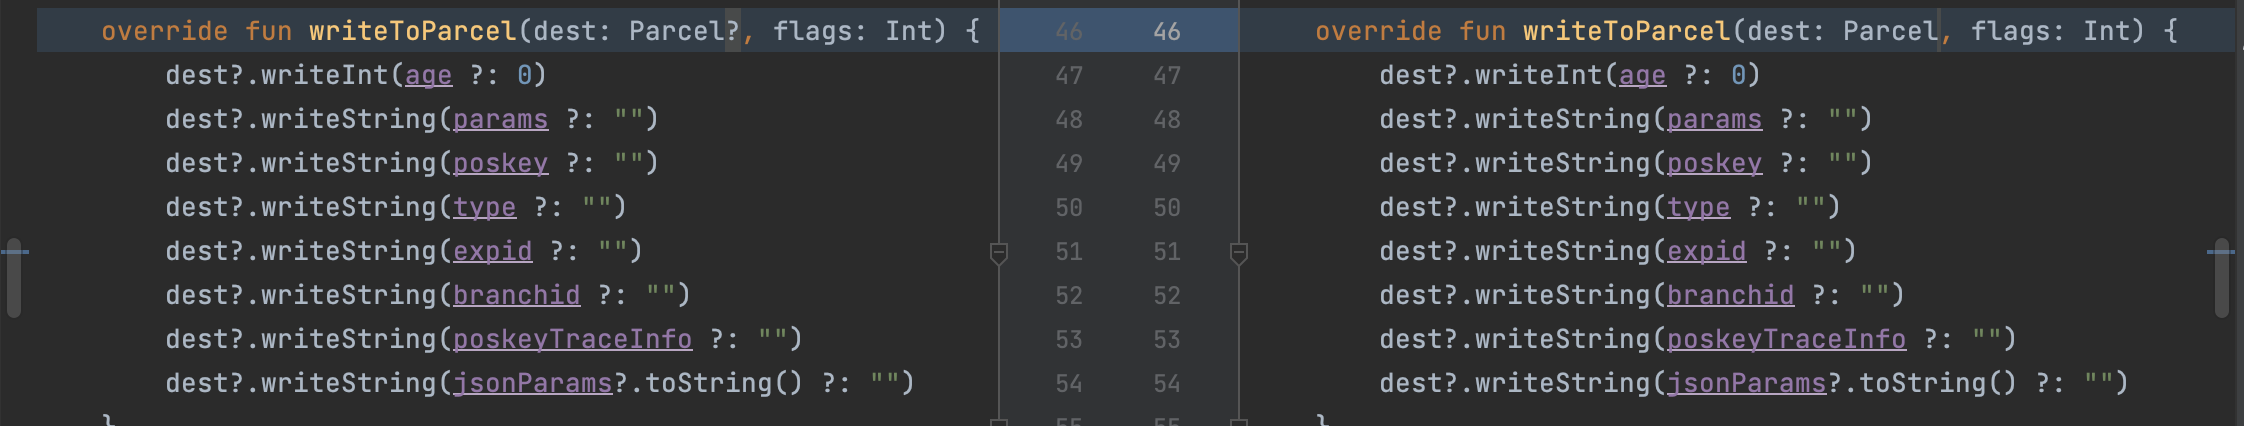 override fun writeToParcel(dest: Parcel?, flags: Int) {
dest?.writeInt(age ?: 0)
dest?.writeString(params ?: "")
dest?.writeString(poskey ?: "")
dest?.writeString(type ?: "")
dest?.writeString(expid ?: "")
dest?.writeString(branchid ?: "")
dest?.writeString(poskeyTraceInfo ?: "")
dest?.writeString(jsonParams?.toString() ?: "")
}
46 46
47 47
48 48
49 49
50 50
51 51
52 52
53 53
54 54
55 55
override fun writeToParcel(dest: Parcel, flags: Int) {
dest?.writeInt(age ?: 0)
dest?.writeString(params ?: "")
dest?.writeString(poskey ?: "")
dest?.writeString(type ?: "")
dest?.writeString(expid ?: "")
dest?.writeString(branchid ?: "")
dest?.writeString(poskeyTraceInfo ?: "")
dest?.writeString(jsonParams?.toString() ?: "")
}